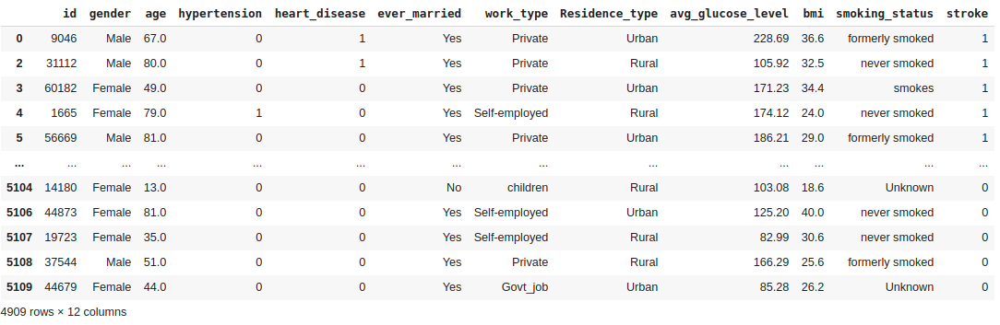 id gender age hypertension heart_disease ever_married work_type Residence_type avg_glucose_level bmi smoking_status stroke
0 9046 Male 67.0 0 1 Yes Private Urban 228.69 36.6 formerly smoked 1
2 31112 Male 80.0 0 1 Yes Private Rural 105.92 32.5 never smoked 1
3 60182 Female 49.0 0 0 Yes Private Urban 171.23 34.4 smokes 1
4 1665 Female 79.0 1 0 Yes Self-employed Rural 174.12 24.0 never smoked 1
5 56669 Male 81.0 0 0 Yes Private Urban 186.21 29.0 formerly smoked 1
... ... ... ... ... ... ... ... ... ... ... ... ...
5104 14180 Female 13.0 0 0 No children Rural 103.08 18.6 Unknown 0
5106 44873 Female 81.0 0 0 Yes Self-employed Urban 125.20 40.0 never smoked 0
5107 19723 Female 35.0 0 0 Yes Self-employed Rural 82.99 30.6 never smoked 0
5108 37544 Male 51.0 0 0 Yes Private Rural 166.29 25.6 formerly smoked 0
5109 44679 Female 44.0 0 0 Yes Govt_job Urban 85.28 26.2 Unknown 0
4909 rows × 12 columns